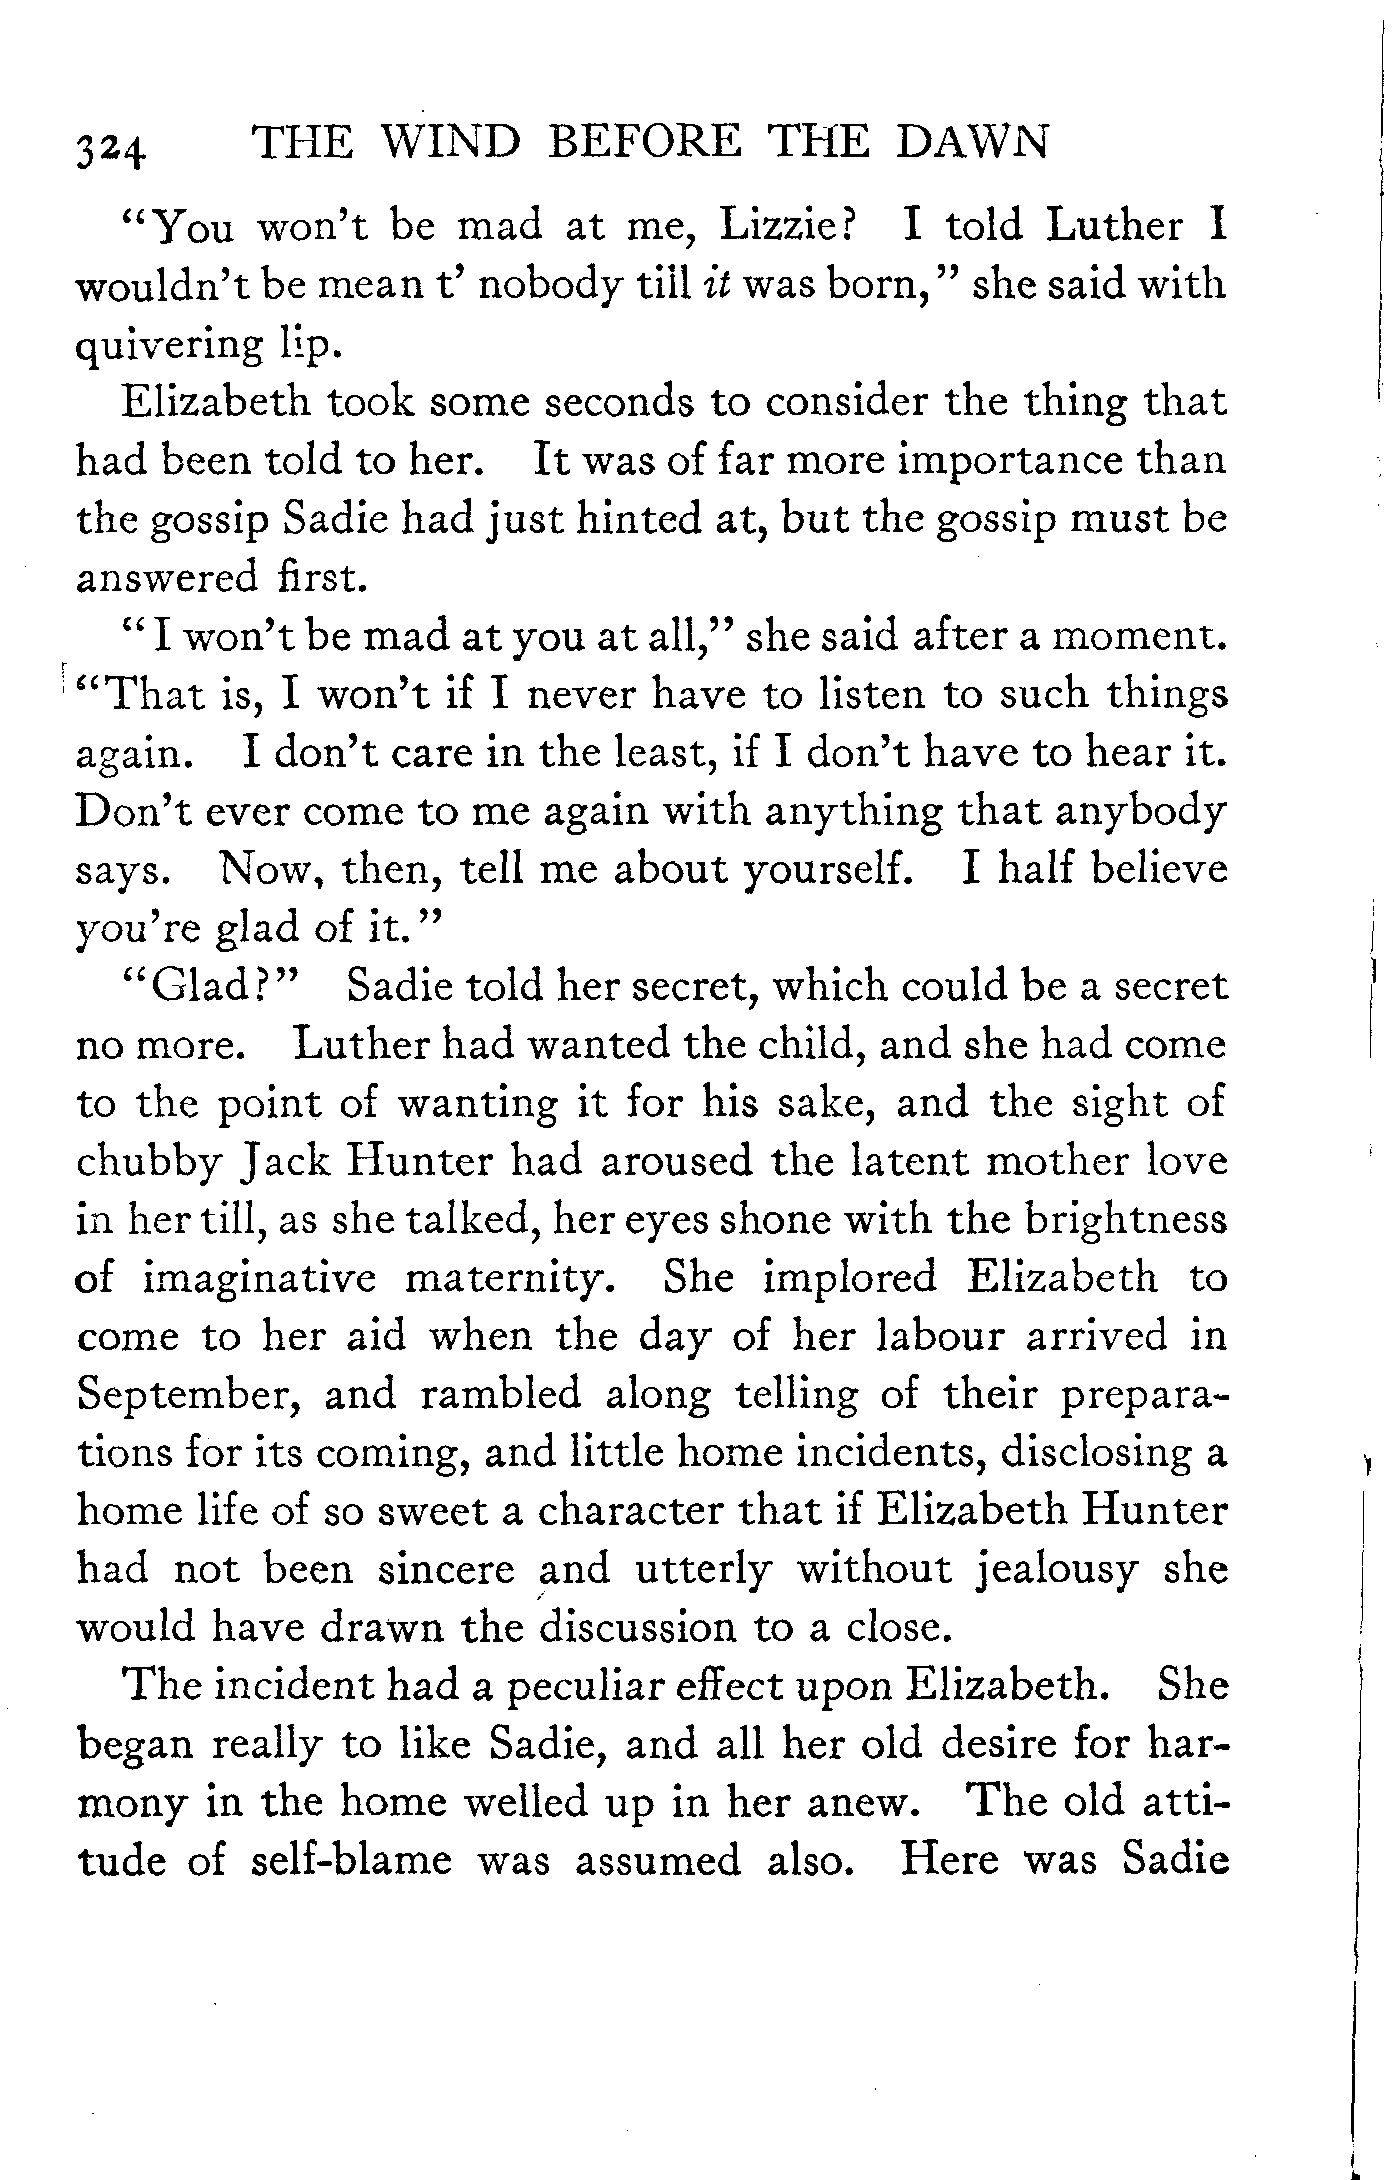 324 THE WIND BEFORE THE DAWN
"You won't be mad at me, Lizzie? I told Luther I
wouldn't be mean t' nobody till it was born," she said with
quivering lip.
Elizabeth took some seconds to consider the thing that
had been told to her. It was of far more importance than
the gossip Sadie had just hinted at, but the gossip must be
answered first.
"I won't be mad at you at all," she said after a moment.
"That is, I won't if I never have to listen to such things
again. I don't care in the least, if I don't have to hear it.
Don't ever come to me again with anything that anybody
says. Now, then, tell me about yourself. I half believe
you're glad of it."
"Glad?" Sadie told her secret, which could be a secret
no more. Luther had wanted the child, and she had come
to the point of wanting it for his sake, and the sight of
chubby Jack Hunter had aroused the latent mother love
in her till, as she talked, her eyes shone with the brightness
of imaginative maternity. She implored Elizabeth to
come to her aid when the day of her labour arrived in
September, and rambled along telling of their prepara-
tions for its coming, and little home incidents, disclosing a
home life of so sweet a character that if Elizabeth Hunter
had not been sincere and utterly without jealousy she
would have drawn the discussion to a close.
The incident had a peculiar effect upon Elizabeth. She
began really to like Sadie, and all her old desire for har-
mony in the home welled up in her anew. The old atti-
tude of self-blame was assumed also. Here was Sadie